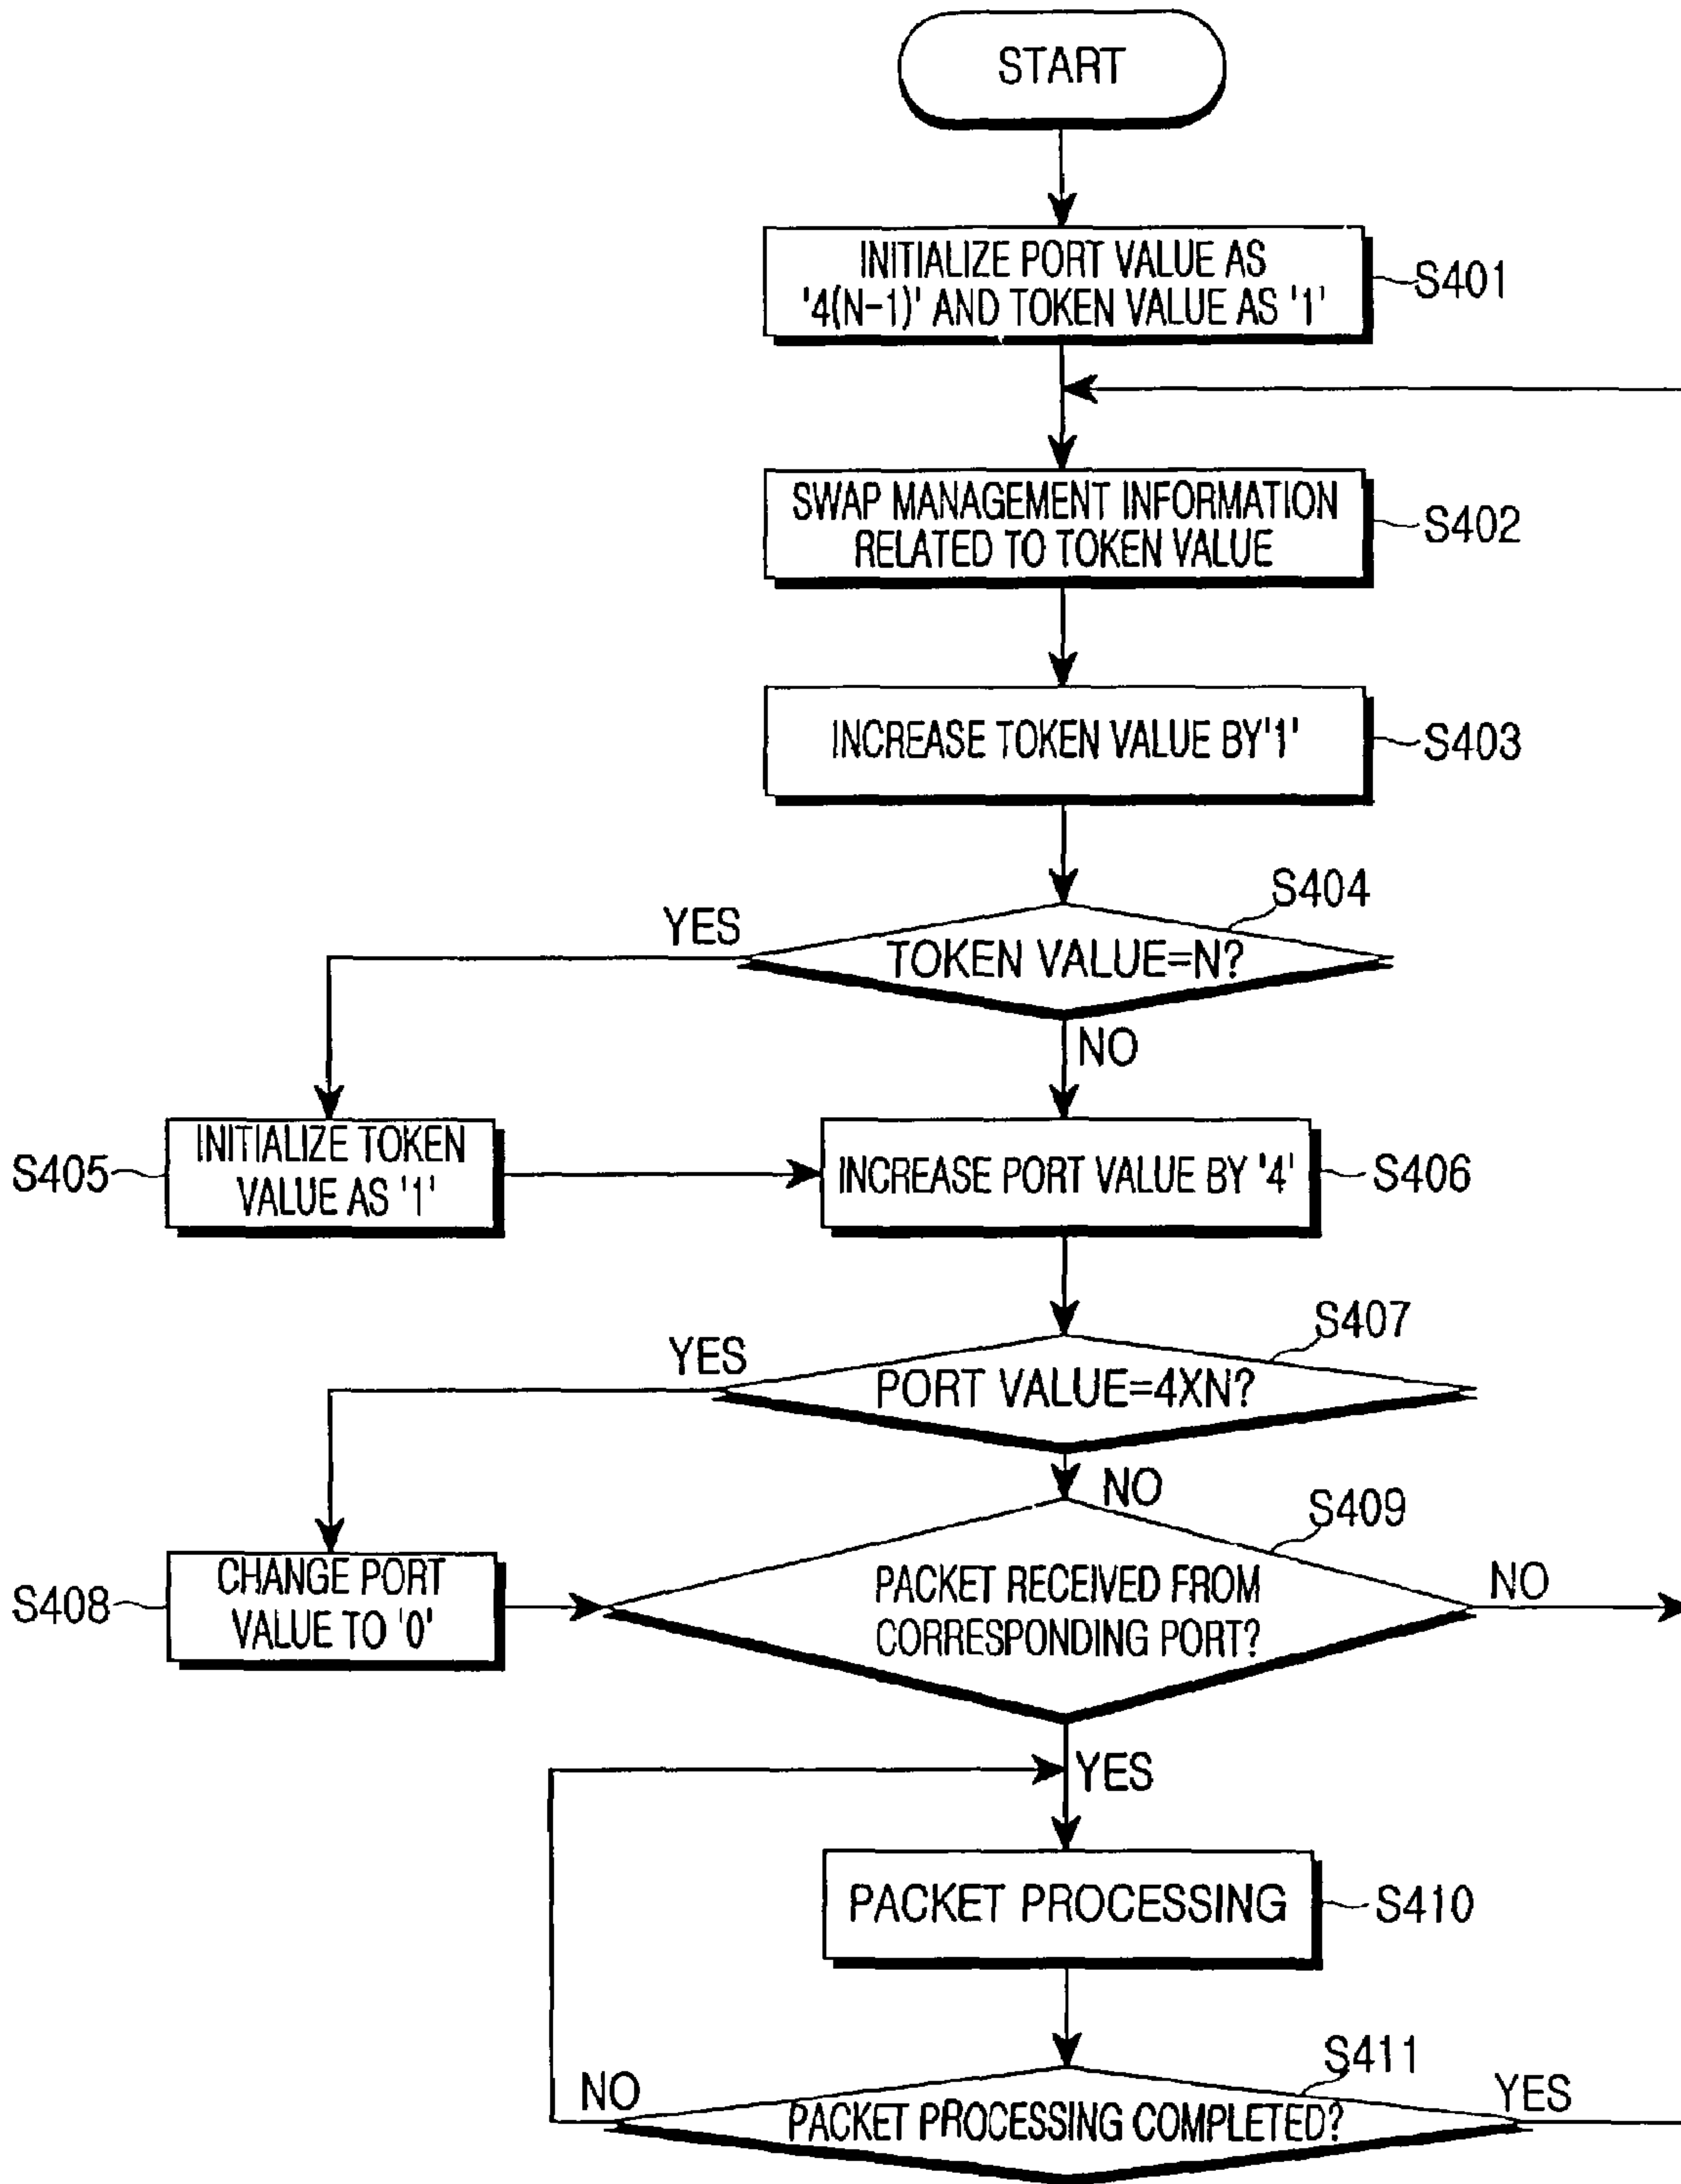 START
INITIALIZE PORT VALUE AS
'4(N-1)' AND TOKEN VALUE AS '1'
S401
SWAP MANAGEMENT INFORMATION
RELATED TO TOKEN VALUE
S402
INCREASE TOKEN VALUE BY'1'
S403
S404
YES
TOKEN VALUE=N?
NO
S405
INITIALIZE TOKEN
VALUE AS '1'
INCREASE PORT VALUE BY '4'
S406
S407
YES
PORT VALUE=4XN?
NO
S409
S408
CHANGE PORT
VALUE TO '0'
PACKET RECEIVED FROM
CORRESPONDING PORT?
NO
YES
PACKET PROCESSING
S410
S411
NO
PACKET PROCESSING COMPLETED?
YES